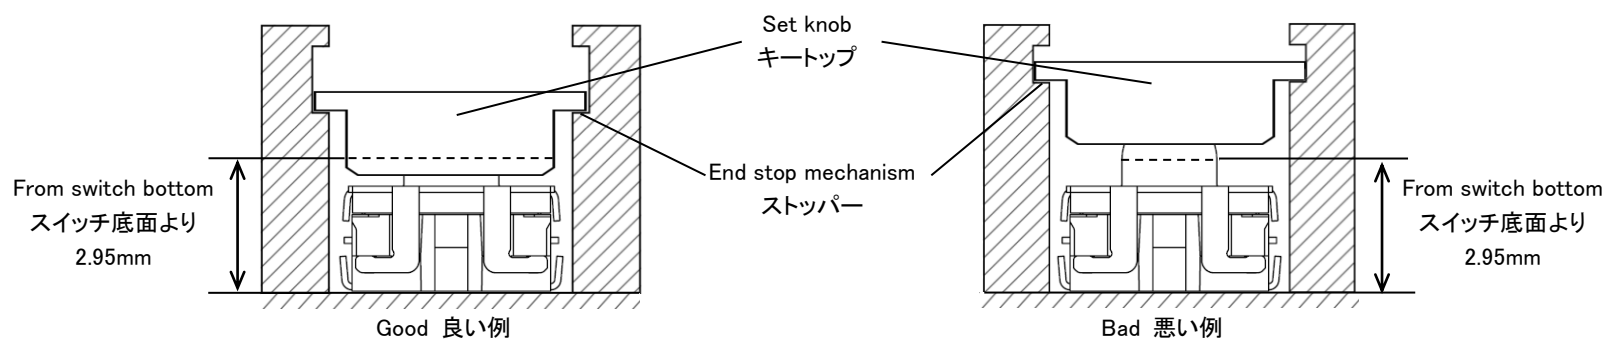 Set knob
キートップ
End stop mechanism
ストッパー
From switch bottom
スイッチ底面より
2.95mm
Good 良い例
From switch bottom
スイッチ底面より
2.95mm
Bad 悪い例